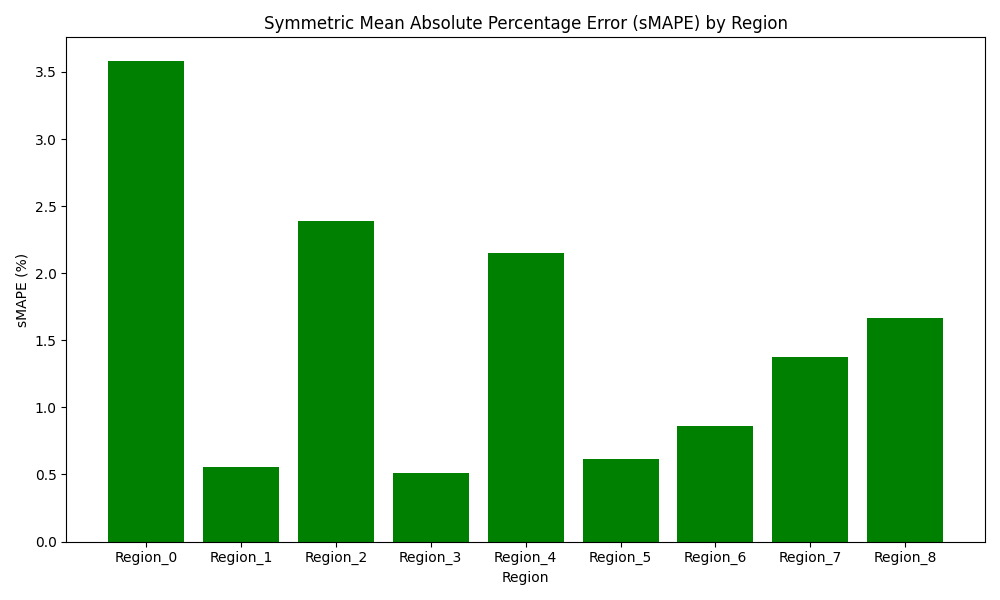 Symmetric Mean Absolute Percentage Error (sMAPE) by Region
sMAPE (%)
3.5
3.0
2.5
2.0
1.5
1.0
0.5
0.0
Region_0 Region_1 Region_2 Region_3 Region_4 Region_5 Region_6 Region_7 Region_8
Region